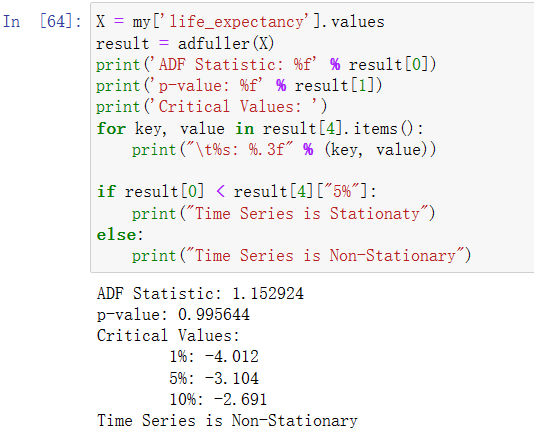 In [64]: X = my['life_expectancy'].values
result = adfuller(X)
print('ADF Statistic: %f' % result[0])
print('p-value: %f' % result[1])
print('Critical Values: ')
for key, value in result[4].items():
    print("\t%s: %.3f" % (key, value))

if result[0] < result[4]["5%"]:
    print("Time Series is Stationaty")
else:
    print("Time Series is Non-Stationary")
ADF Statistic: 1.152924
p-value: 0.995644
Critical Values:
        1%: -4.012
        5%: -3.104
        10%: -2.691
Time Series is Non-Stationary